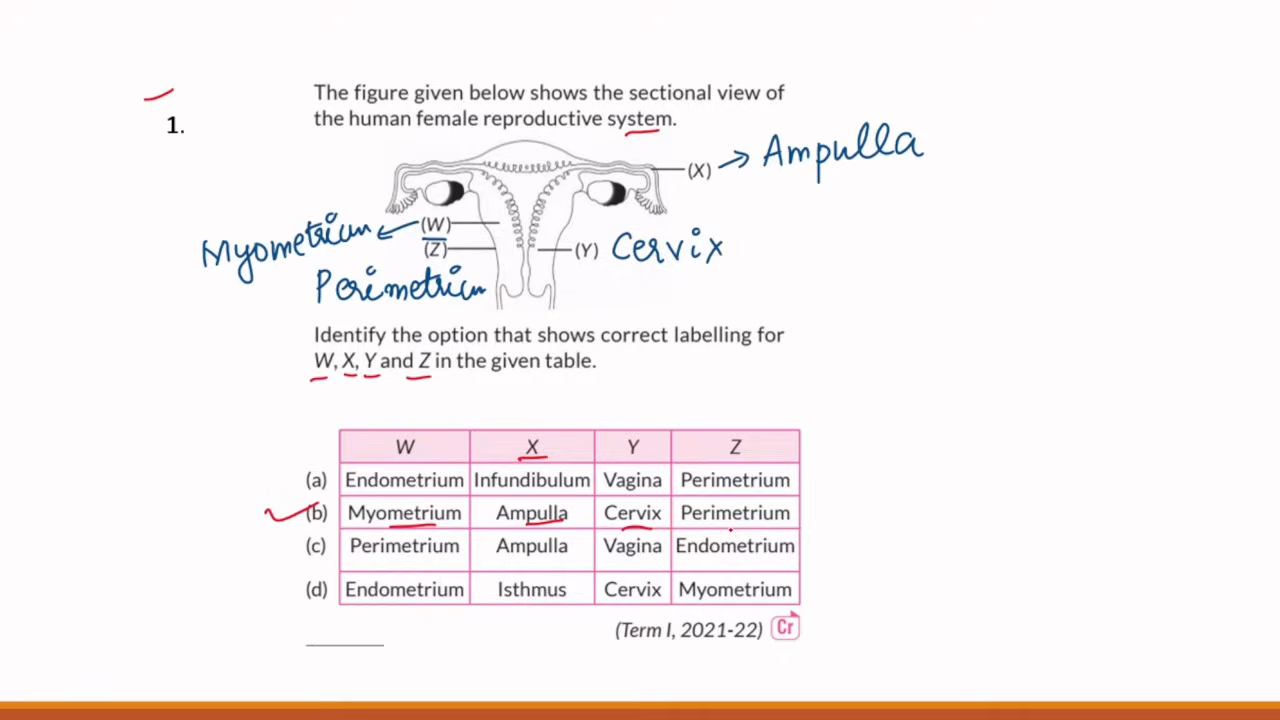 The figure given below shows the sectional view of
1.
the human female reproductive system.
(X) → Ampulla
Myometrium ← (W)
(Z)
(Y) Cervix
Perimetrium
Identify the option that shows correct labelling for
W, X, Y and Z in the given table.
W X Y Z
(a) Endometrium Infundibulum Vagina Perimetrium
(b) Myometrium Ampulla Cervix Perimetrium
(c) Perimetrium Ampulla Vagina Endometrium
(d) Endometrium Isthmus Cervix Myometrium
(Term I, 2021-22) Cr